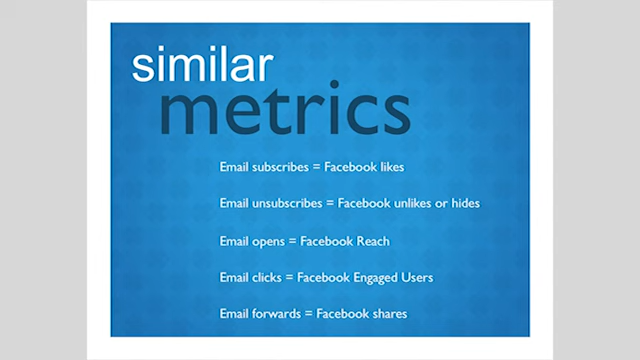 similar
metrics
Email subscribes = Facebook likes
Email unsubscribes = Facebook unlikes or hides
Email opens = Facebook Reach
Email clicks = Facebook Engaged Users
Email forwards = Facebook shares